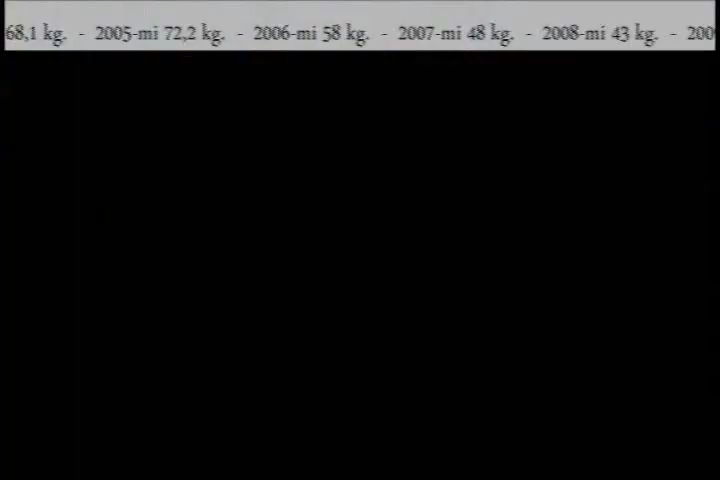 68,1 kg. - 2005-mi 72,2 kg. - 2006-mi 58 kg. - 2007-mi 48 kg. - 2008-mi 43 kg. - 200